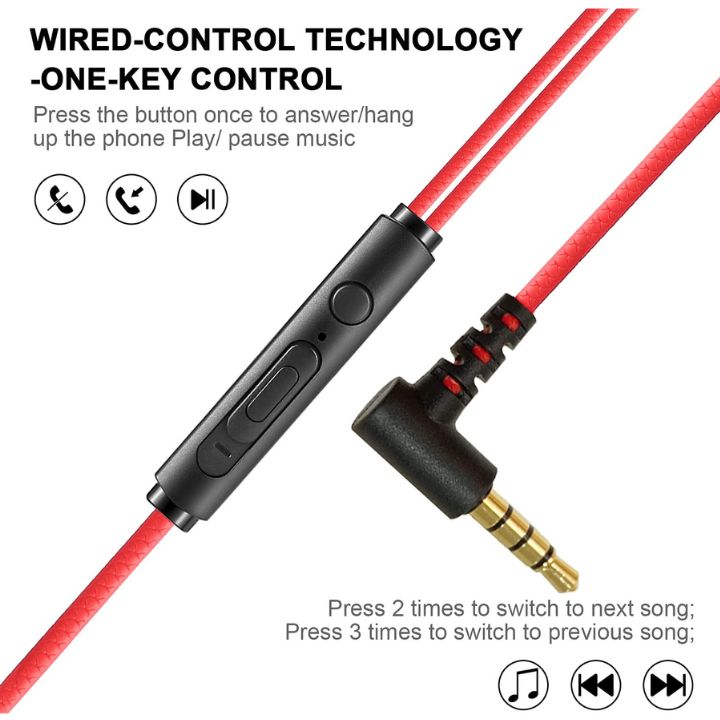 WIRED-CONTROL TECHNOLOGY
-ONE-KEY CONTROL
Press the button once to answer/hang
up the phone Play/ pause music
Press 2 times to switch to next song;
Press 3 times to switch to previous song;